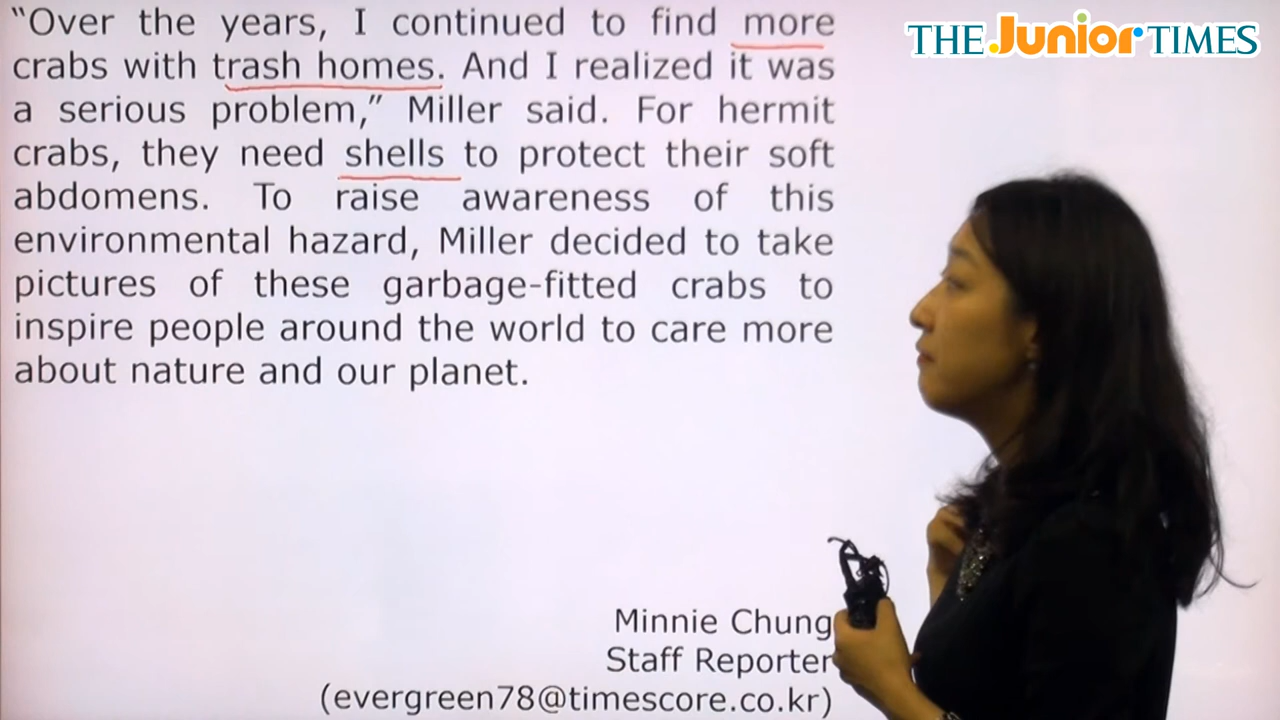 “Over the years, I continued to find more
crabs with trash homes. And I realized it was
a serious problem,” Miller said. For hermit
crabs, they need shells to protect their soft
abdomens. To raise awareness of this
environmental hazard, Miller decided to take
pictures of these garbage-fitted crabs to
inspire people around the world to care more
about nature and our planet.
Minnie Chung
Staff Reporter
(evergreen78@timescore.co.kr)
THE Junior TIMES